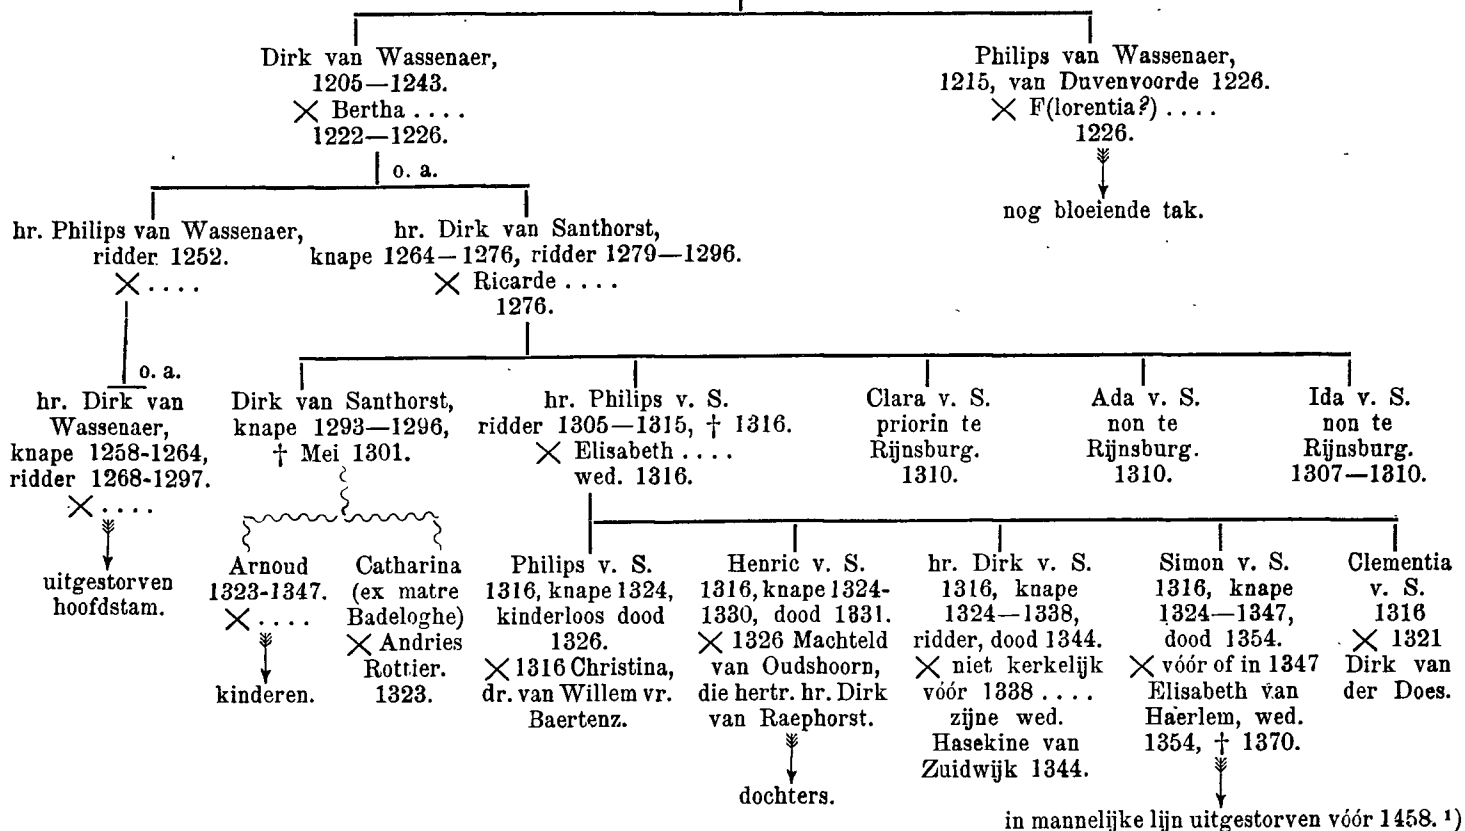 Dirk van Wassenaer,
1205—1243.
✕ Bertha . . . .
1222—1226.
Philips van Wassenaer,
1215, van Duvenvoorde 1226.
✕ F(lorentia?) . . . .
1226.
nog bloeiende tak.
o. a.
hr. Philips van Wassenaer,
ridder 1252.
✕ . . . .
hr. Dirk van Santhorst,
knape 1264—1276, ridder 1279—1296.
✕ Ricarde . . . .
1276.
o. a.
hr. Dirk van
Wassenaer,
knape 1258-1264,
ridder 1268-1297.
✕ . . . .
uitgestorven
hoofdstam.
Dirk van Santhorst,
knape 1293—1296,
† Mei 1301.
hr. Philips v. S.
ridder 1305—1315, † 1316.
✕ Elisabeth . . . .
wed. 1316.
Clara v. S.
priorin te
Rijnsburg.
1310.
Ada v. S.
non te
Rijnsburg.
1310.
Ida v. S.
non te
Rijnsburg.
1307—1310.
Arnoud
1323-1347.
✕ . . . .
kinderen.
Catharina
(ex matre
Badeloghe)
✕ Andries
Rottier.
1323.
Philips v. S.
1316, knape 1324,
kinderloos dood
1326.
✕ 1316 Christina,
dr. van Willem vr.
Baertenz.
Henric v. S.
1316, knape 1324-
1330, dood 1331.
✕ 1326 Machteld
van Oudshoorn,
die hertr. hr. Dirk
van Raephorst.
dochters.
hr. Dirk v. S.
1316, knape
1324—1338,
ridder, dood 1344.
✕ niet kerkelijk
vóór 1338 . . . .
zijne wed.
Hasekine van
Zuidwijk 1344.
Simon v. S.
1316, knape
1324—1347,
dood 1354.
✕ vóór of in 1347
Elisabeth van
Haerlem, wed.
1354, † 1370.
in mannelijke lijn uitgestorven vóór 1458. ¹)
Clementia
v. S.
1316
✕ 1321
Dirk van
der Does.